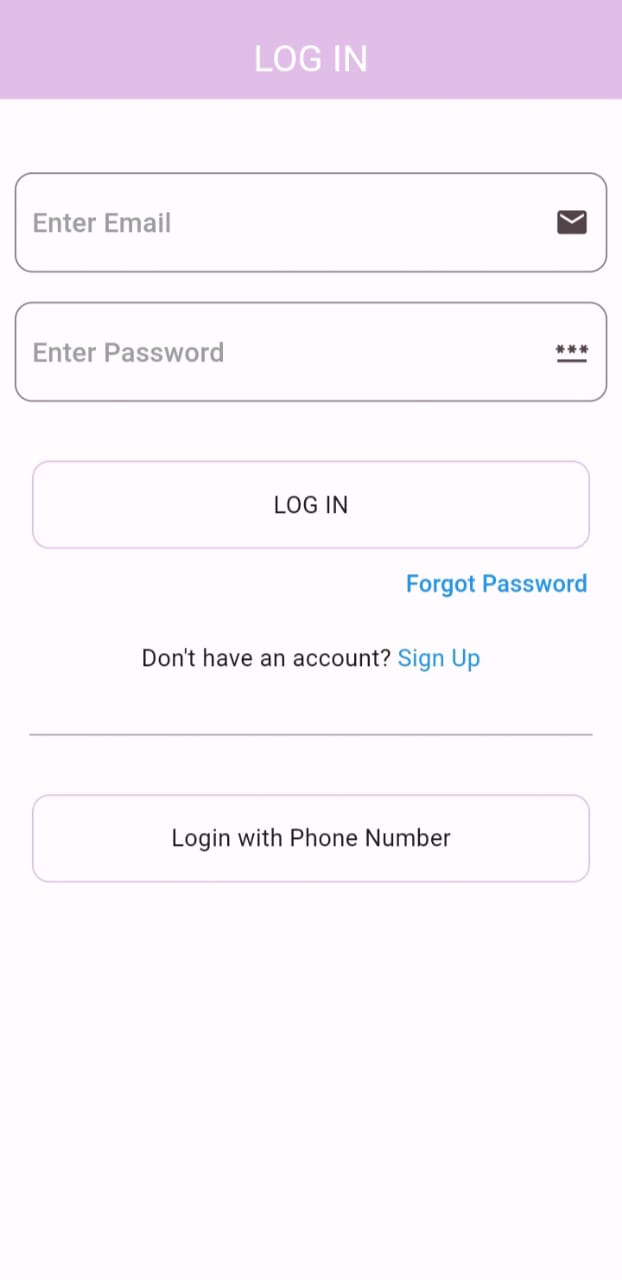 LOG IN
Enter Email
Enter Password
LOG IN
Forgot Password
Don't have an account? Sign Up
Login with Phone Number